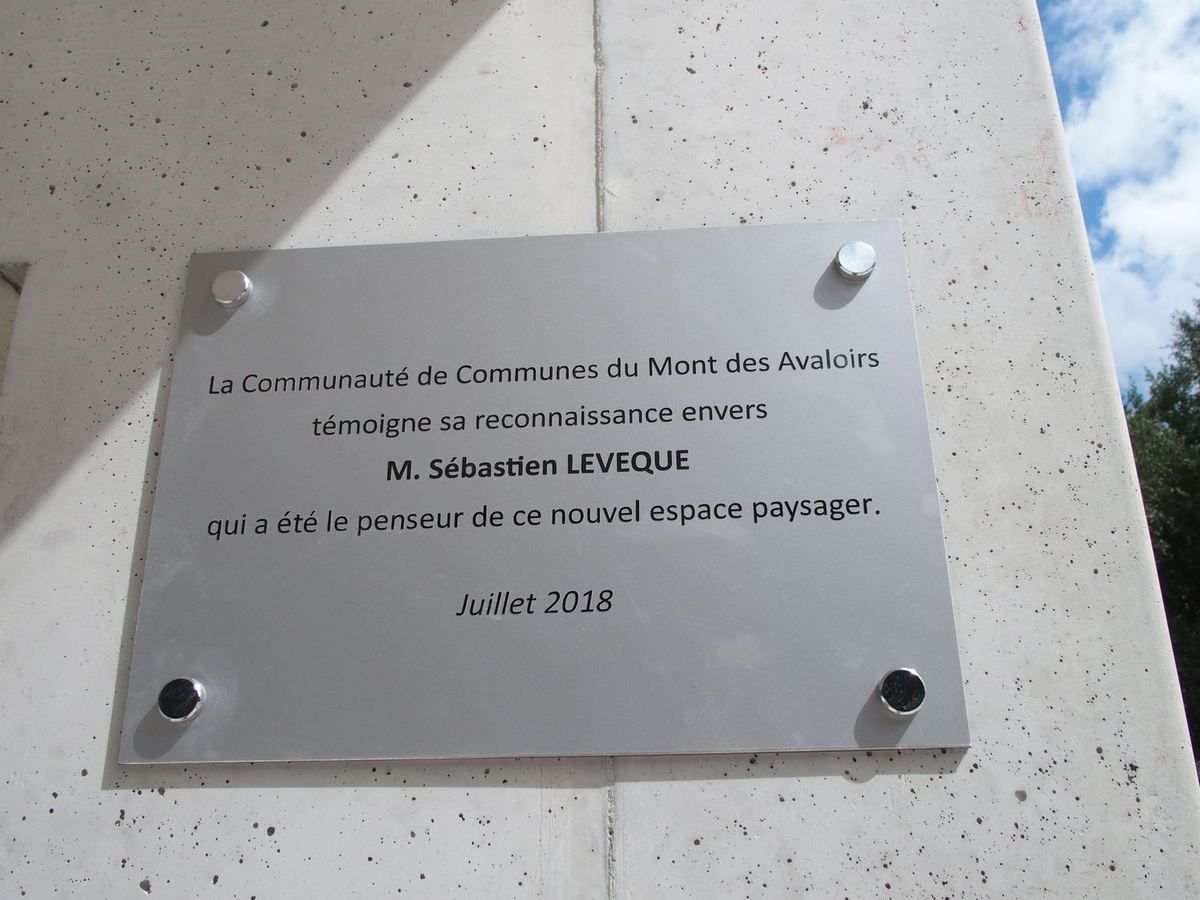 La Communauté de Communes du Mont des Avaloirs
témoigne sa reconnaissance envers
M. Sébastien LEVEQUE
qui a été le penseur de ce nouvel espace paysager.
Juillet 2018